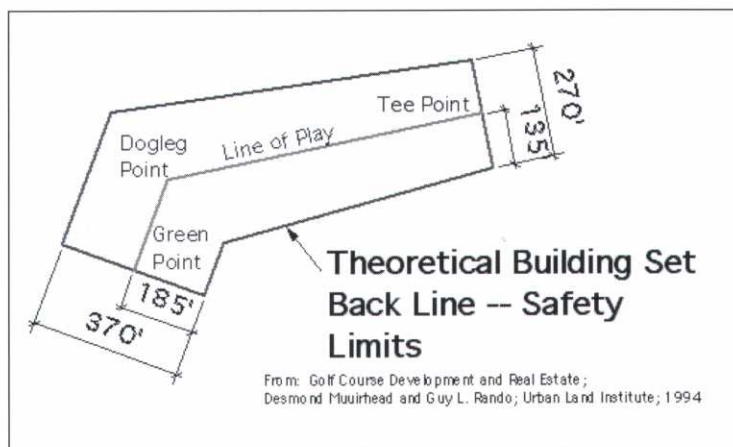 270'
135'
Tee Point
Line of Play
Dogleg
Point
Green
Point
185'
370'
Theoretical Building Set
Back Line -- Safety
Limits
From: Golf Course Development and Real Estate;
Desmond Muuirhead and Guy L. Rando; Urban Land Institute; 1994